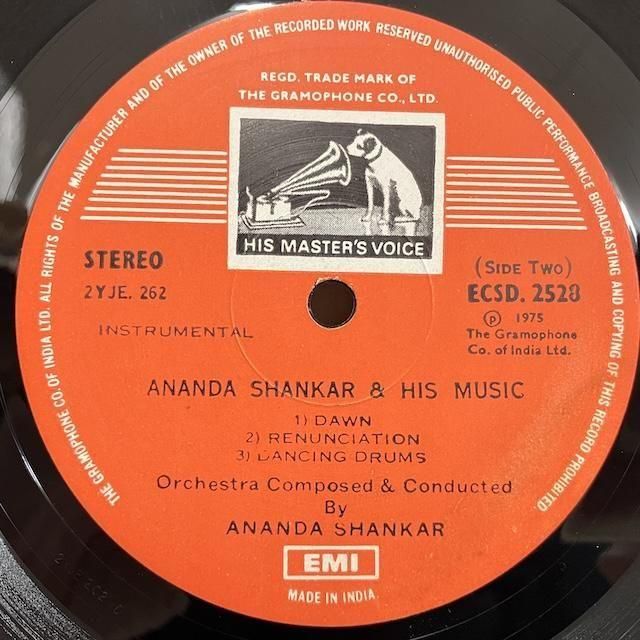 THE GRAMOPHONE CO. OF INDIA LTD. ALL RIGHTS OF THE MANUFACTURER AND OF THE OWNER OF THE RECORDED WORK RESERVED UNAUTHORISED PUBLIC PERFORMANCE BROADCASTING AND COPYING OF THIS RECORD PROHIBITED.
REGD. TRADE MARK OF
THE GRAMOPHONE CO., LTD.
HIS MASTER'S VOICE
STEREO
2YJE. 262
INSTRUMENTAL
(SIDE TWO)
ECSD. 2528
℗ 1975
The Gramophone
Co. of India Ltd.
ANANDA SHANKAR & HIS MUSIC
1) DAWN
2) RENUNCIATION
3) DANCING DRUMS
Orchestra Composed & Conducted
By
ANANDA SHANKAR
EMI
MADE IN INDIA.